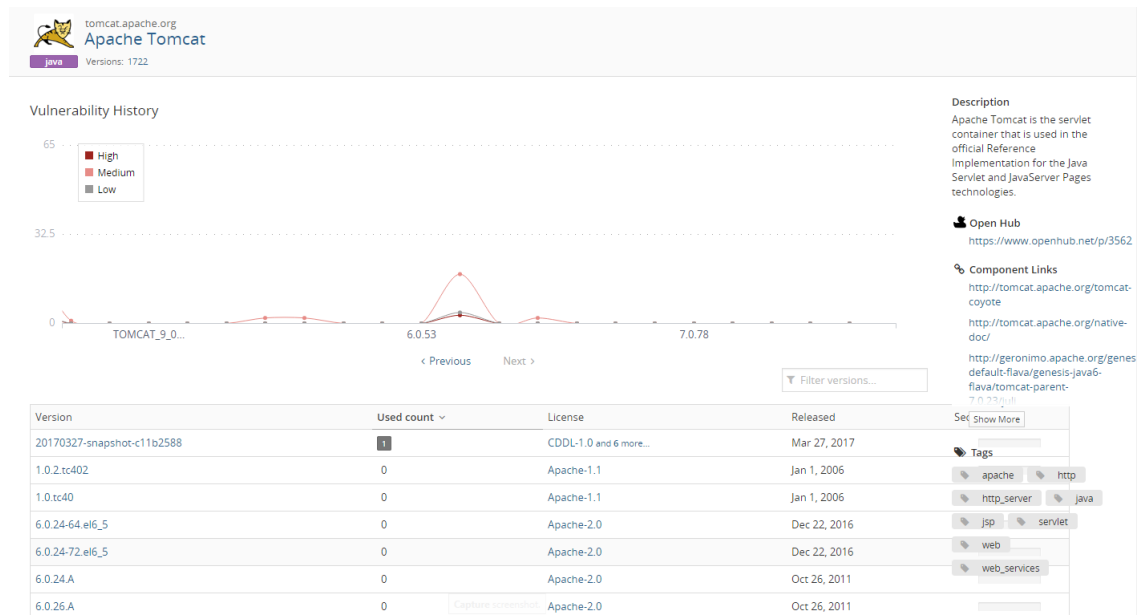 tomcat.apache.org
Apache Tomcat
java Versions: 1722
Vulnerability History
65
High
Medium
Low
32.5
0
TOMCAT_9_0... 6.0.53 7.0.78
‹ Previous Next ›
Filter versions...
Version Used count License Released Sec
20170327-snapshot-c11b2588 1 CDDL-1.0 and 6 more... Mar 27, 2017
1.0.2.tc402 0 Apache-1.1 Jan 1, 2006
1.0.tc40 0 Apache-1.1 Jan 1, 2006
6.0.24-64.el6_5 0 Apache-2.0 Dec 22, 2016
6.0.24-72.el6_5 0 Apache-2.0 Dec 22, 2016
6.0.24.A 0 Apache-2.0 Oct 26, 2011
6.0.26.A 0 Capture screenshot. Apache-2.0 Oct 26, 2011
Description
Apache Tomcat is the servlet
container that is used in the
official Reference
Implementation for the Java
Servlet and JavaServer Pages
technologies.
Open Hub
https://www.openhub.net/p/3562
Component Links
http://tomcat.apache.org/tomcat-
coyote
http://tomcat.apache.org/native-
doc/
http://geronimo.apache.org/genes
default-flava/genesis-java6-
flava/tomcat-parent-
7.0.23/juli
Show More
Tags
apache http
http_server java
jsp servlet
web
web_services